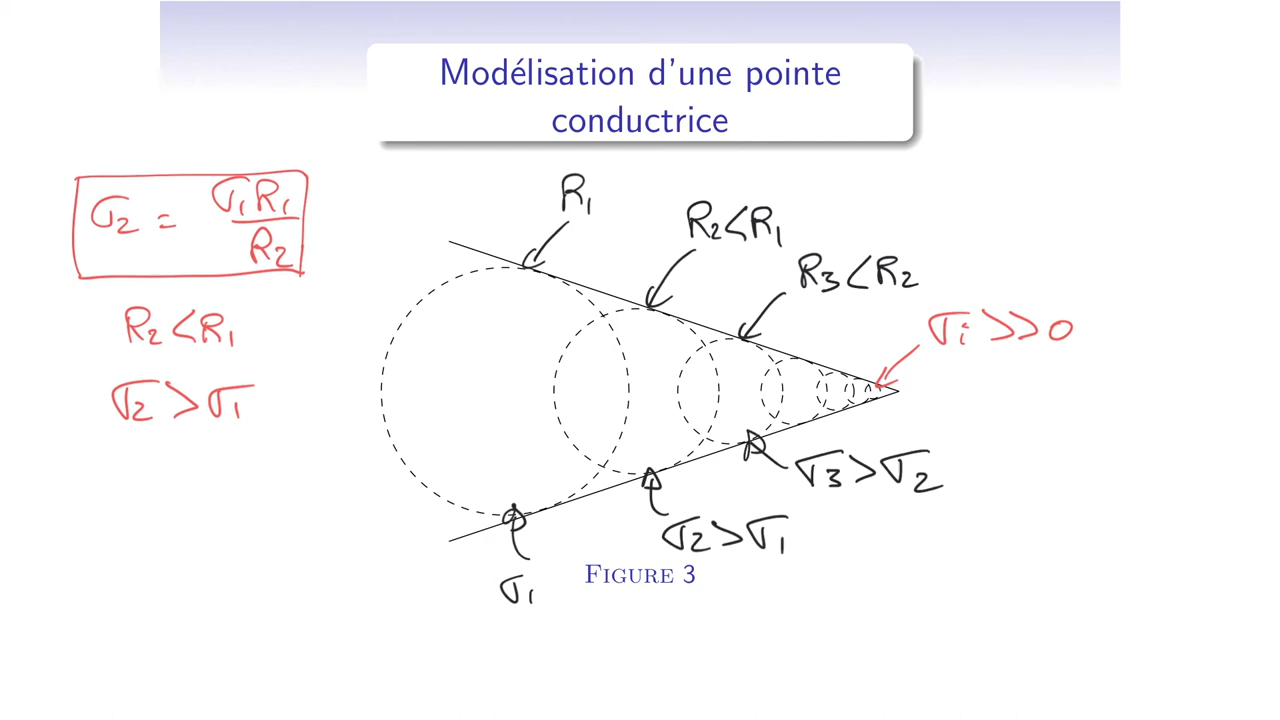 Modélisation d'une pointe
conductrice
σ₂ = σ₁R₁/R₂
R₂<R₁
σ₂>σ₁
R₁
R₂<R₁
R₃<R₂
σᵢ>>0
σ₃>σ₂
σ₂>σ₁
σ₁
FIGURE 3